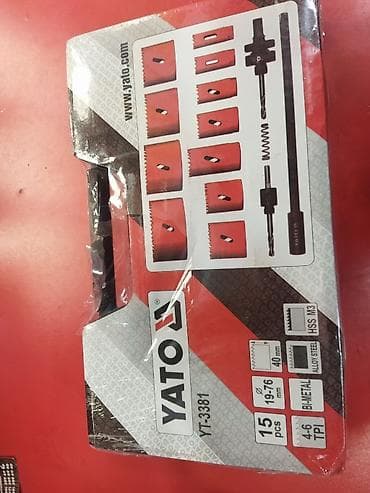 www.yato.com
YATO
YT-3381
15 pcs
Ø 19-76 mm
40 mm
4-6 TPI
BI-METAL
ALLOY STEEL
HSS M3